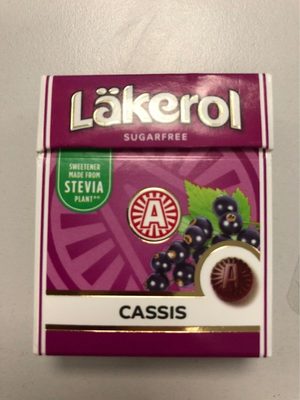 Läkerol
SUGARFREE
SWEETENER
MADE FROM
STEVIA
PLANT**
A
A
CASSIS